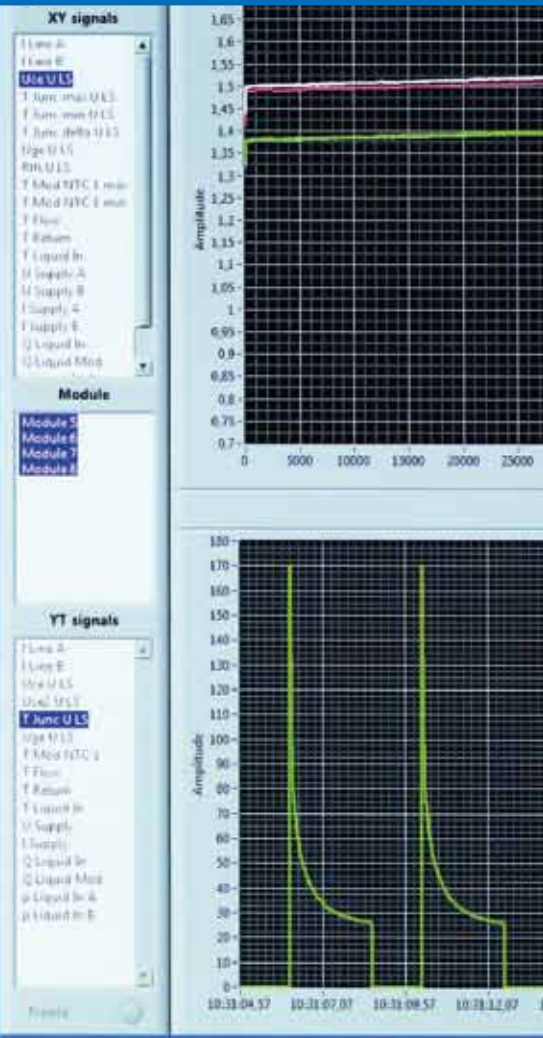 XY signals
I Line A
I Line B
Uce U LS
T Junc max U LS
T Junc min U LS
T Junc delta U LS
Uge U LS
Rth U LS
T Mod NTC 1 max
T Mod NTC 1 min
T Flow
T Return
T Liquid In
U Supply A
U Supply B
I Supply A
I Supply B
Q Liquid In
Q Liquid Mod
Module
Module 5
Module 6
Module 7
Module 8
YT signals
I Line A
I Line B
Uce U LS
Uce2 U LS
T Junc U LS
Uge U LS
T Mod NTC 1
T Flow
T Return
T Liquid In
U Supply
I Supply
Q Liquid In
Q Liquid Mod
p Liquid In A
p Liquid In B
Freeze
Amplitude
1,65
1,6
1,55
1,5
1,45
1,4
1,35
1,3
1,25
1,2
1,15
1,1
1,05
1
0,95
0,9
0,85
0,8
0,75
0,7
0 5000 10000 15000 20000 25000
Amplitude
180
170
160
150
140
130
120
110
100
90
80
70
60
50
40
30
20
10
0
10:31:04,57 10:31:07,07 10:31:09,57 10:31:12,07